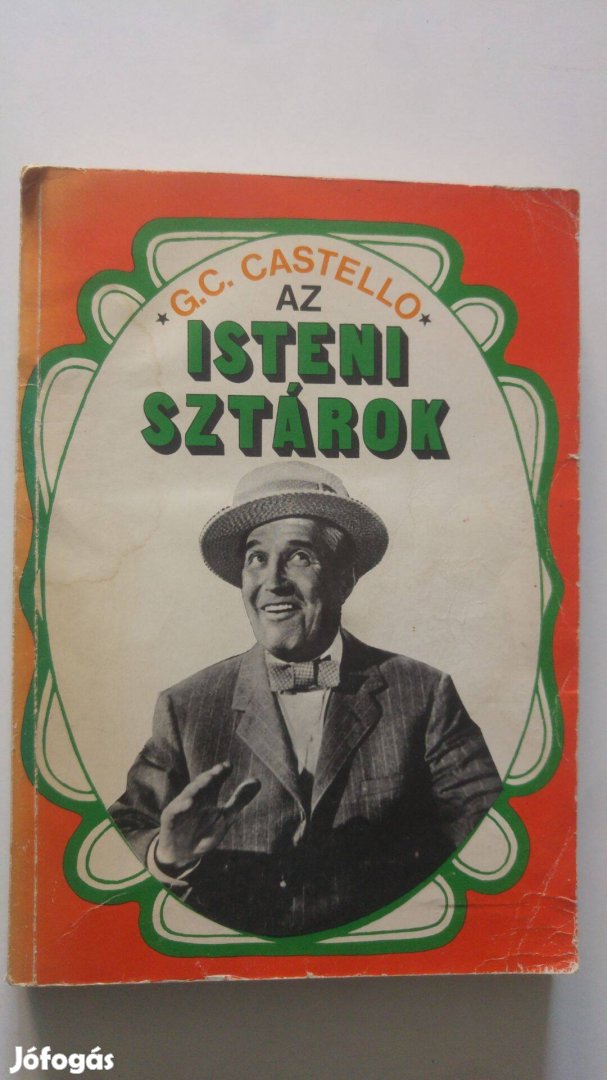 *G.C. CASTELLO*
AZ
ISTENI
SZTÁROK
Jófogás